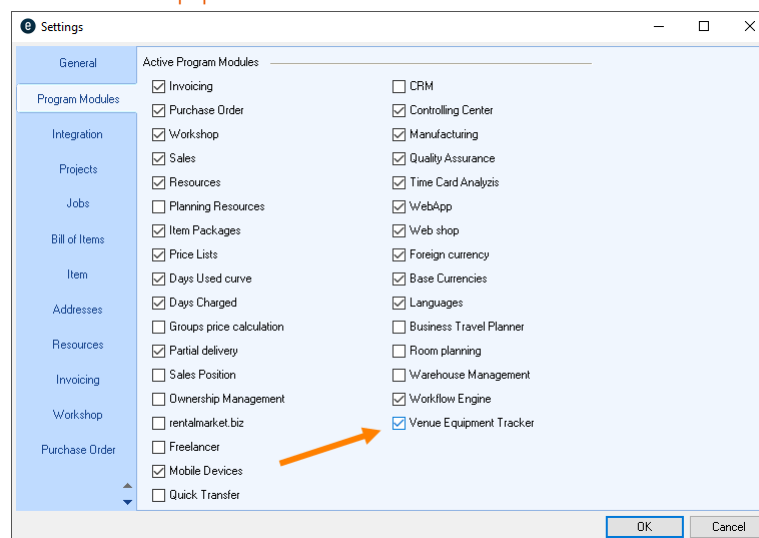 e Settings
General
Program Modules
Integration
Projects
Jobs
Bill of Items
Item
Addresses
Resources
Invoicing
Workshop
Purchase Order
Active Program Modules
Invoicing
Purchase Order
Workshop
Sales
Resources
Planning Resources
Item Packages
Price Lists
Days Used curve
Days Charged
Groups price calculation
Partial delivery
Sales Position
Ownership Management
rentalmarket.biz
Freelancer
Mobile Devices
Quick Transfer
CRM
Controlling Center
Manufacturing
Quality Assurance
Time Card Analyzis
WebApp
Web shop
Foreign currency
Base Currencies
Languages
Business Travel Planner
Room planning
Warehouse Management
Workflow Engine
Venue Equipment Tracker
OK
Cancel